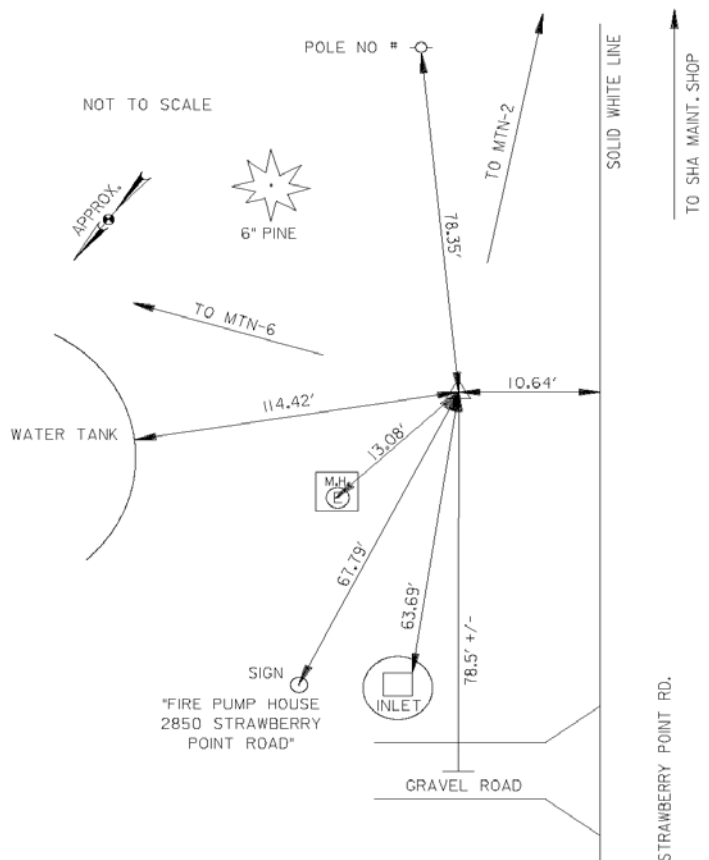 POLE NO #
NOT TO SCALE
APPROX.
6" PINE
TO MTN-2
SOLID WHITE LINE
TO SHA MAINT. SHOP
78.35'
TO MTN-6
114.42'
10.64'
WATER TANK
13.08'
M.H.
E
67.79'
63.69'
78.5' +/-
SIGN
"FIRE PUMP HOUSE
2850 STRAWBERRY
POINT ROAD"
INLET
GRAVEL ROAD
STRAWBERRY POINT RD.